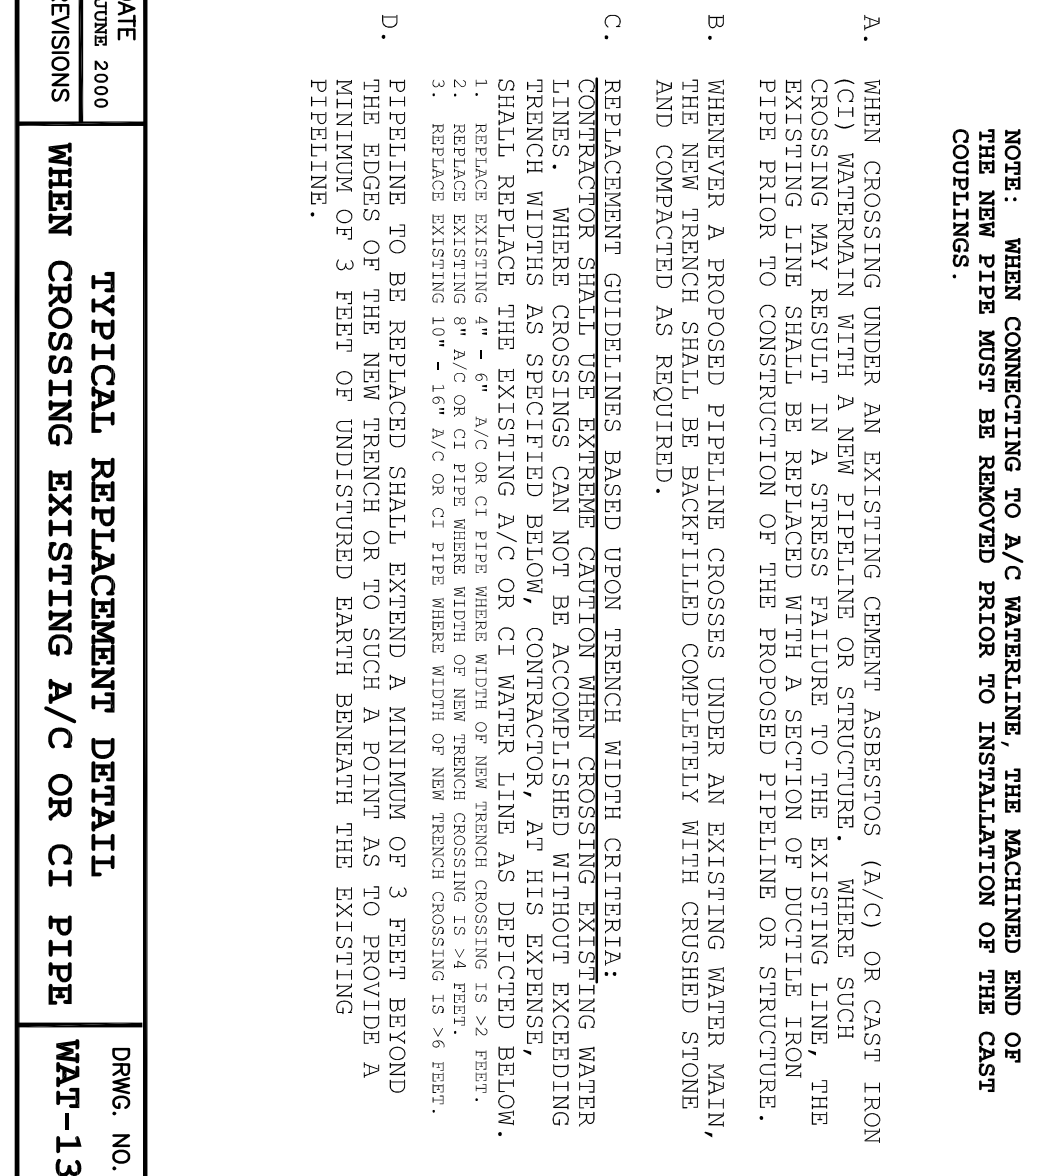 NOTE: WHEN CONNECTING TO A/C WATERLINE, THE MACHINED END OF
THE NEW PIPE MUST BE REMOVED PRIOR TO INSTALLATION OF THE CAST
COUPLINGS.
A. WHEN CROSSING UNDER AN EXISTING CEMENT ASBESTOS (A/C) OR CAST IRON
(CI) WATERMAIN WITH A NEW PIPELINE OR STRUCTURE. WHERE SUCH
CROSSING MAY RESULT IN A STRESS FAILURE TO THE EXISTING LINE, THE
EXISTING LINE SHALL BE REPLACED WITH A SECTION OF DUCTILE IRON
PIPE PRIOR TO CONSTRUCTION OF THE PROPOSED PIPELINE OR STRUCTURE.
B. WHENEVER A PROPOSED PIPELINE CROSSES UNDER AN EXISTING WATER MAIN,
THE NEW TRENCH SHALL BE BACKFILLED COMPLETELY WITH CRUSHED STONE
AND COMPACTED AS REQUIRED.
C. REPLACEMENT GUIDELINES BASED UPON TRENCH WIDTH CRITERIA:
CONTRACTOR SHALL USE EXTREME CAUTION WHEN CROSSING EXISTING WATER
LINES. WHERE CROSSINGS CAN NOT BE ACCOMPLISHED WITHOUT EXCEEDING
TRENCH WIDTHS AS SPECIFIED BELOW, CONTRACTOR, AT HIS EXPENSE,
SHALL REPLACE THE EXISTING A/C OR CI WATER LINE AS DEPICTED BELOW.
1. REPLACE EXISTING 4" - 6" A/C OR CI PIPE WHERE WIDTH OF NEW TRENCH CROSSING IS >2 FEET.
2. REPLACE EXISTING 8" A/C OR CI PIPE WHERE WIDTH OF NEW TRENCH CROSSING IS >4 FEET.
3. REPLACE EXISTING 10" - 16" A/C OR CI PIPE WHERE WIDTH OF NEW TRENCH CROSSING IS >6 FEET.
D. PIPELINE TO BE REPLACED SHALL EXTEND A MINIMUM OF 3 FEET BEYOND
THE EDGES OF THE NEW TRENCH OR TO SUCH A POINT AS TO PROVIDE A
MINIMUM OF 3 FEET OF UNDISTURED EARTH BENEATH THE EXISTING
PIPELINE.
DATE
JUNE 2000
REVISIONS
TYPICAL REPLACEMENT DETAIL
WHEN CROSSING EXISTING A/C OR CI PIPE
DRWG. NO.
WAT-13